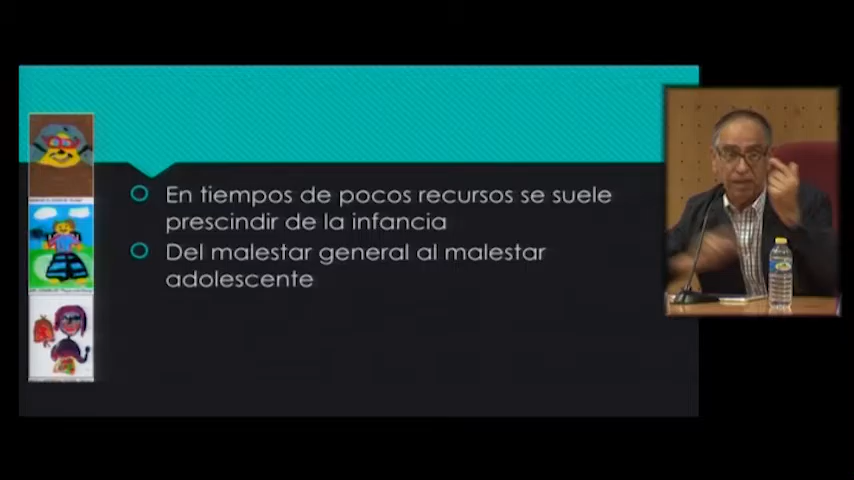 En tiempos de pocos recursos se suele
prescindir de la infancia
Del malestar general al malestar
adolescente